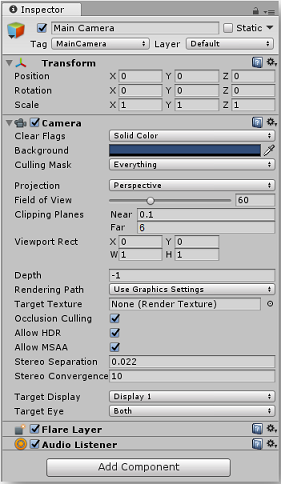 Inspector
Main Camera Static
Tag MainCamera Layer Default
Transform
Position X 0 Y 0 Z 0
Rotation X 0 Y 0 Z 0
Scale X 1 Y 1 Z 1
Camera
Clear Flags Solid Color
Background
Culling Mask Everything
Projection Perspective
Field of View 60
Clipping Planes Near 0.1
Far 6
Viewport Rect X 0 Y 0
W 1 H 1
Depth -1
Rendering Path Use Graphics Settings
Target Texture None (Render Texture)
Occlusion Culling
Allow HDR
Allow MSAA
Stereo Separation 0.022
Stereo Convergence 10
Target Display Display 1
Target Eye Both
Flare Layer
Audio Listener
Add Component